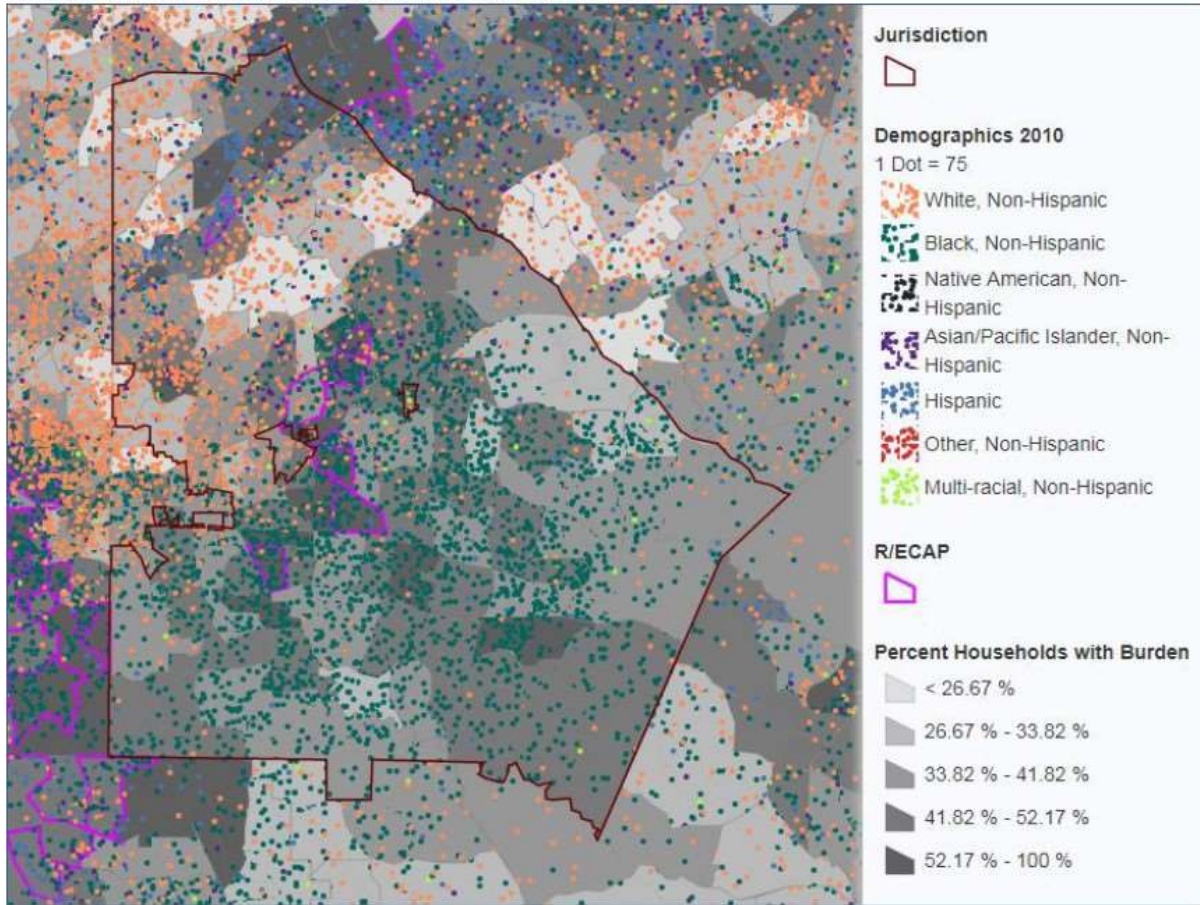 Jurisdiction
Demographics 2010
1 Dot = 75
White, Non-Hispanic
Black, Non-Hispanic
Native American, Non-
Hispanic
Asian/Pacific Islander, Non-
Hispanic
Hispanic
Other, Non-Hispanic
Multi-racial, Non-Hispanic
R/ECAP
Percent Households with Burden
< 26.67 %
26.67 % - 33.82 %
33.82 % - 41.82 %
41.82 % - 52.17 %
52.17 % - 100 %